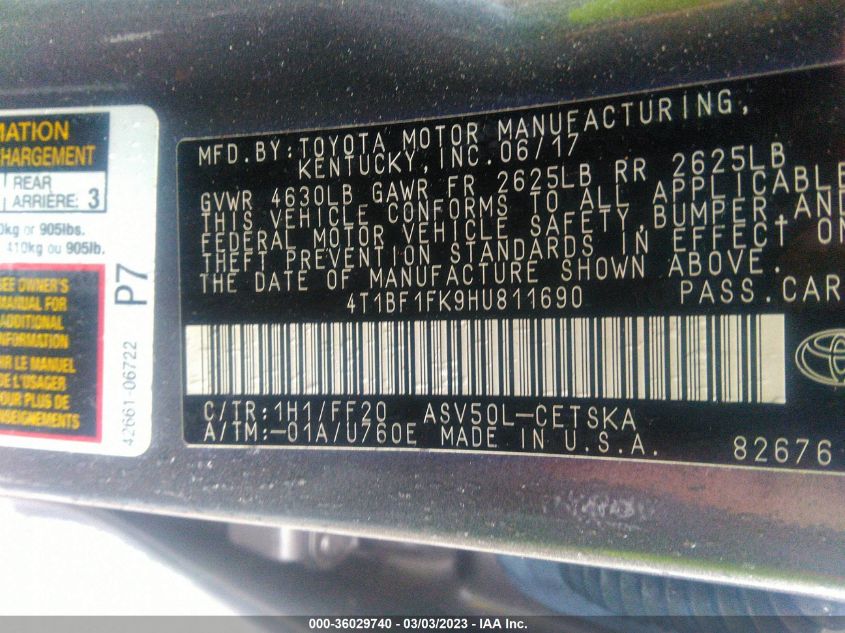 MATION
CHARGEMENT
REAR
ARRIÈRE: 3
0kg or 905lbs.
410kg ou 905lb.
SEE OWNER'S
MANUAL FOR
ADDITIONAL
INFORMATION
LE MANUEL
DE L'USAGER
POUR PLUS DE
P7
42661-06722
MFD.BY:TOYOTA MOTOR MANUFACTURING,
KENTUCKY,INC.06/17
GVWR 4630LB GAWR FR 2625LB RR 2625LB
THIS VEHICLE CONFORMS TO ALL APPLICABLE
FEDERAL MOTOR VEHICLE SAFETY,BUMPER,AND
THEFT PREVENTION STANDARDS IN EFFECT ON
THE DATE OF MANUFACTURE SHOWN ABOVE.
4T1BF1FK9HU811690 PASS.CAR
C/TR:1H1/FF20 ASV50L-CETSKA
A/TM:-01A/U760E MADE IN U.S.A.
82676
000-36029740 - 03/03/2023 - IAA Inc.